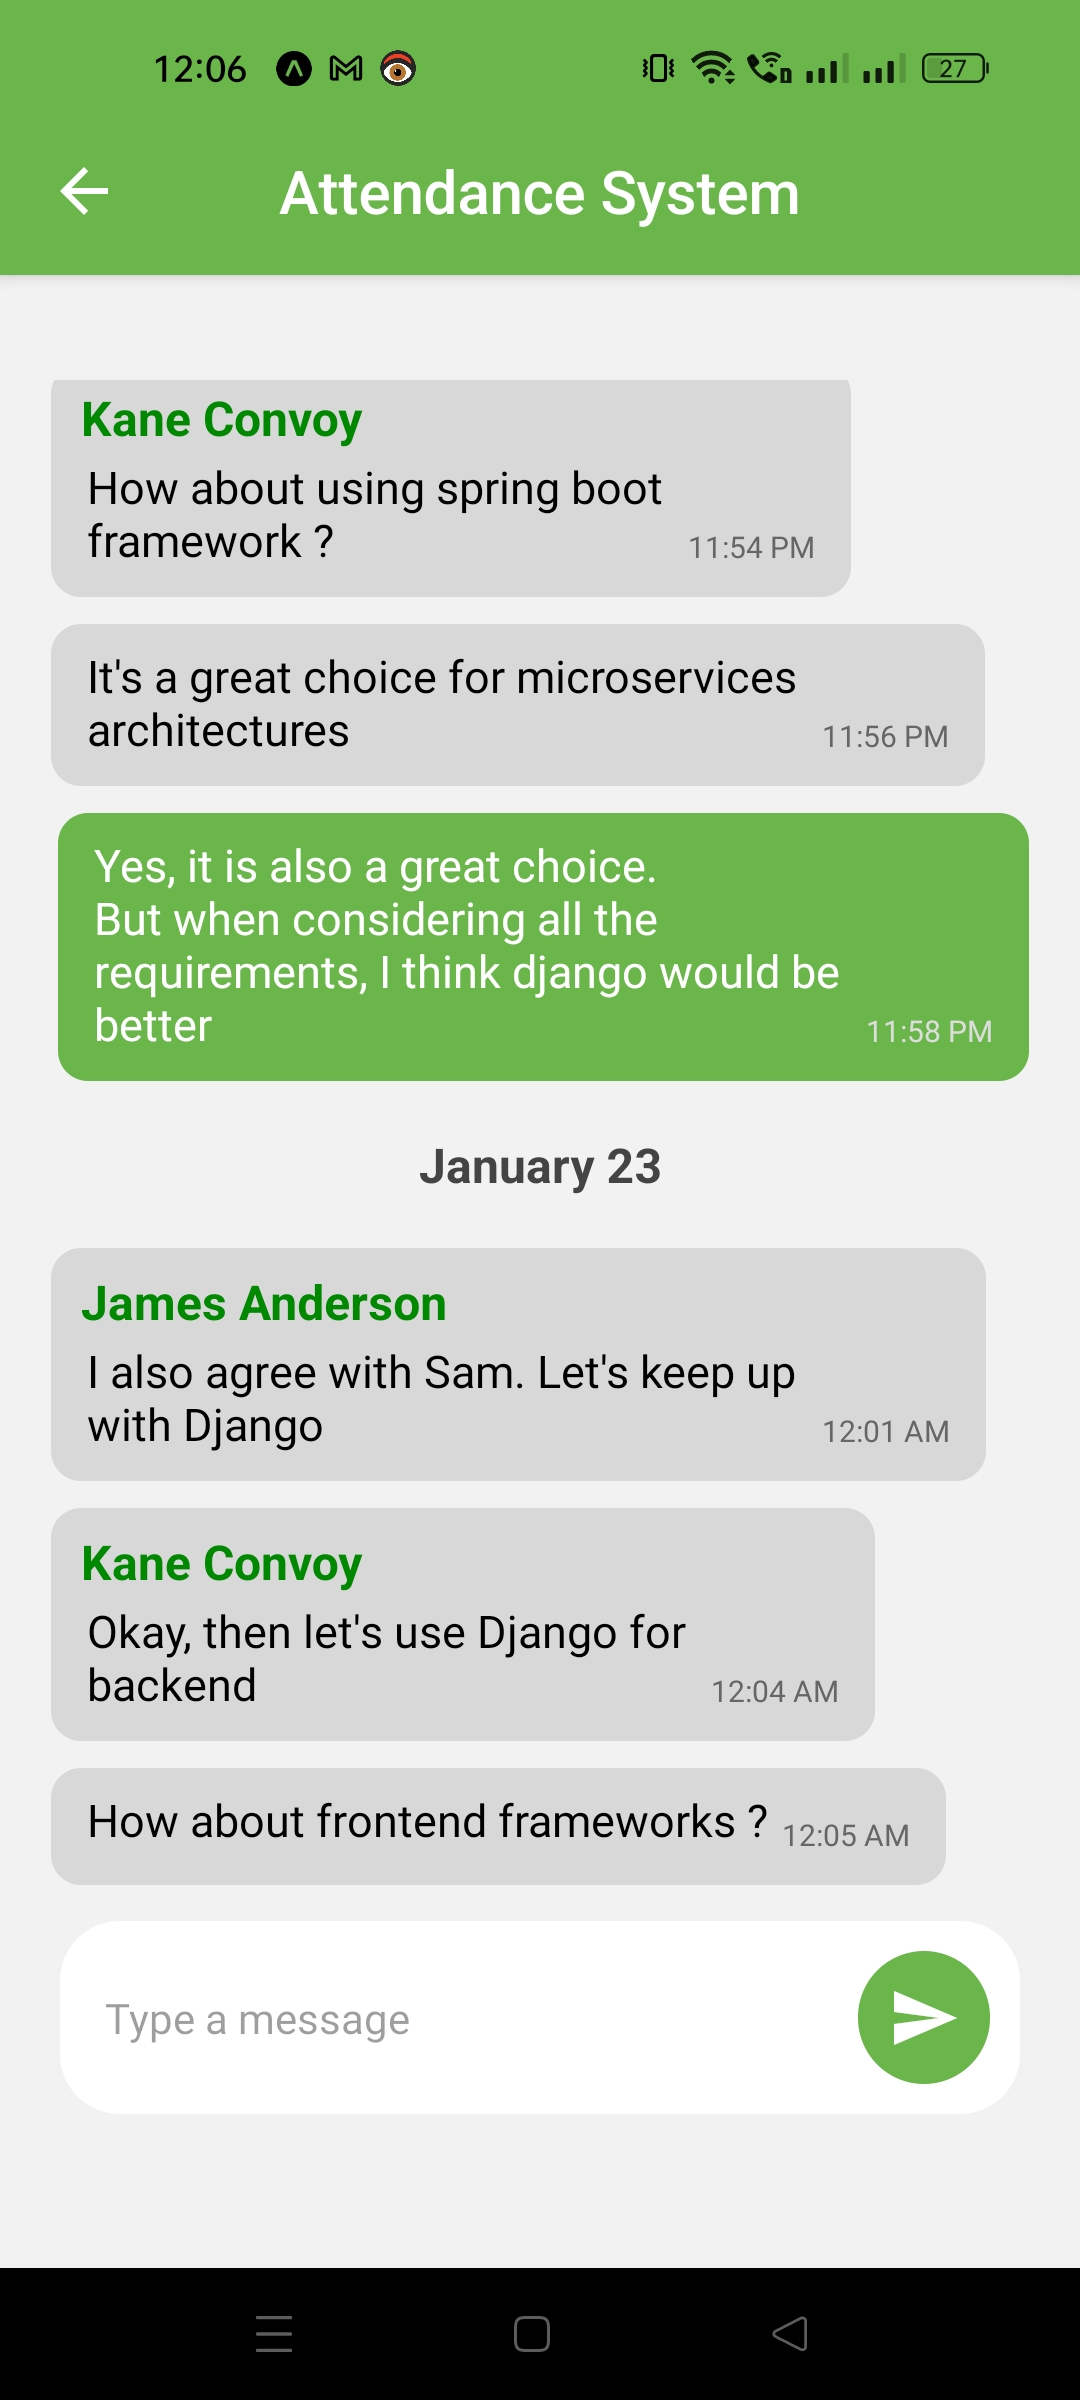 12:06
27
Attendance System
Kane Convoy
How about using spring boot
framework ?
11:54 PM
It's a great choice for microservices
architectures
11:56 PM
Yes, it is also a great choice.
But when considering all the
requirements, I think django would be
better
11:58 PM
January 23
James Anderson
I also agree with Sam. Let's keep up
with Django
12:01 AM
Kane Convoy
Okay, then let's use Django for
backend
12:04 AM
How about frontend frameworks ?
12:05 AM
Type a message